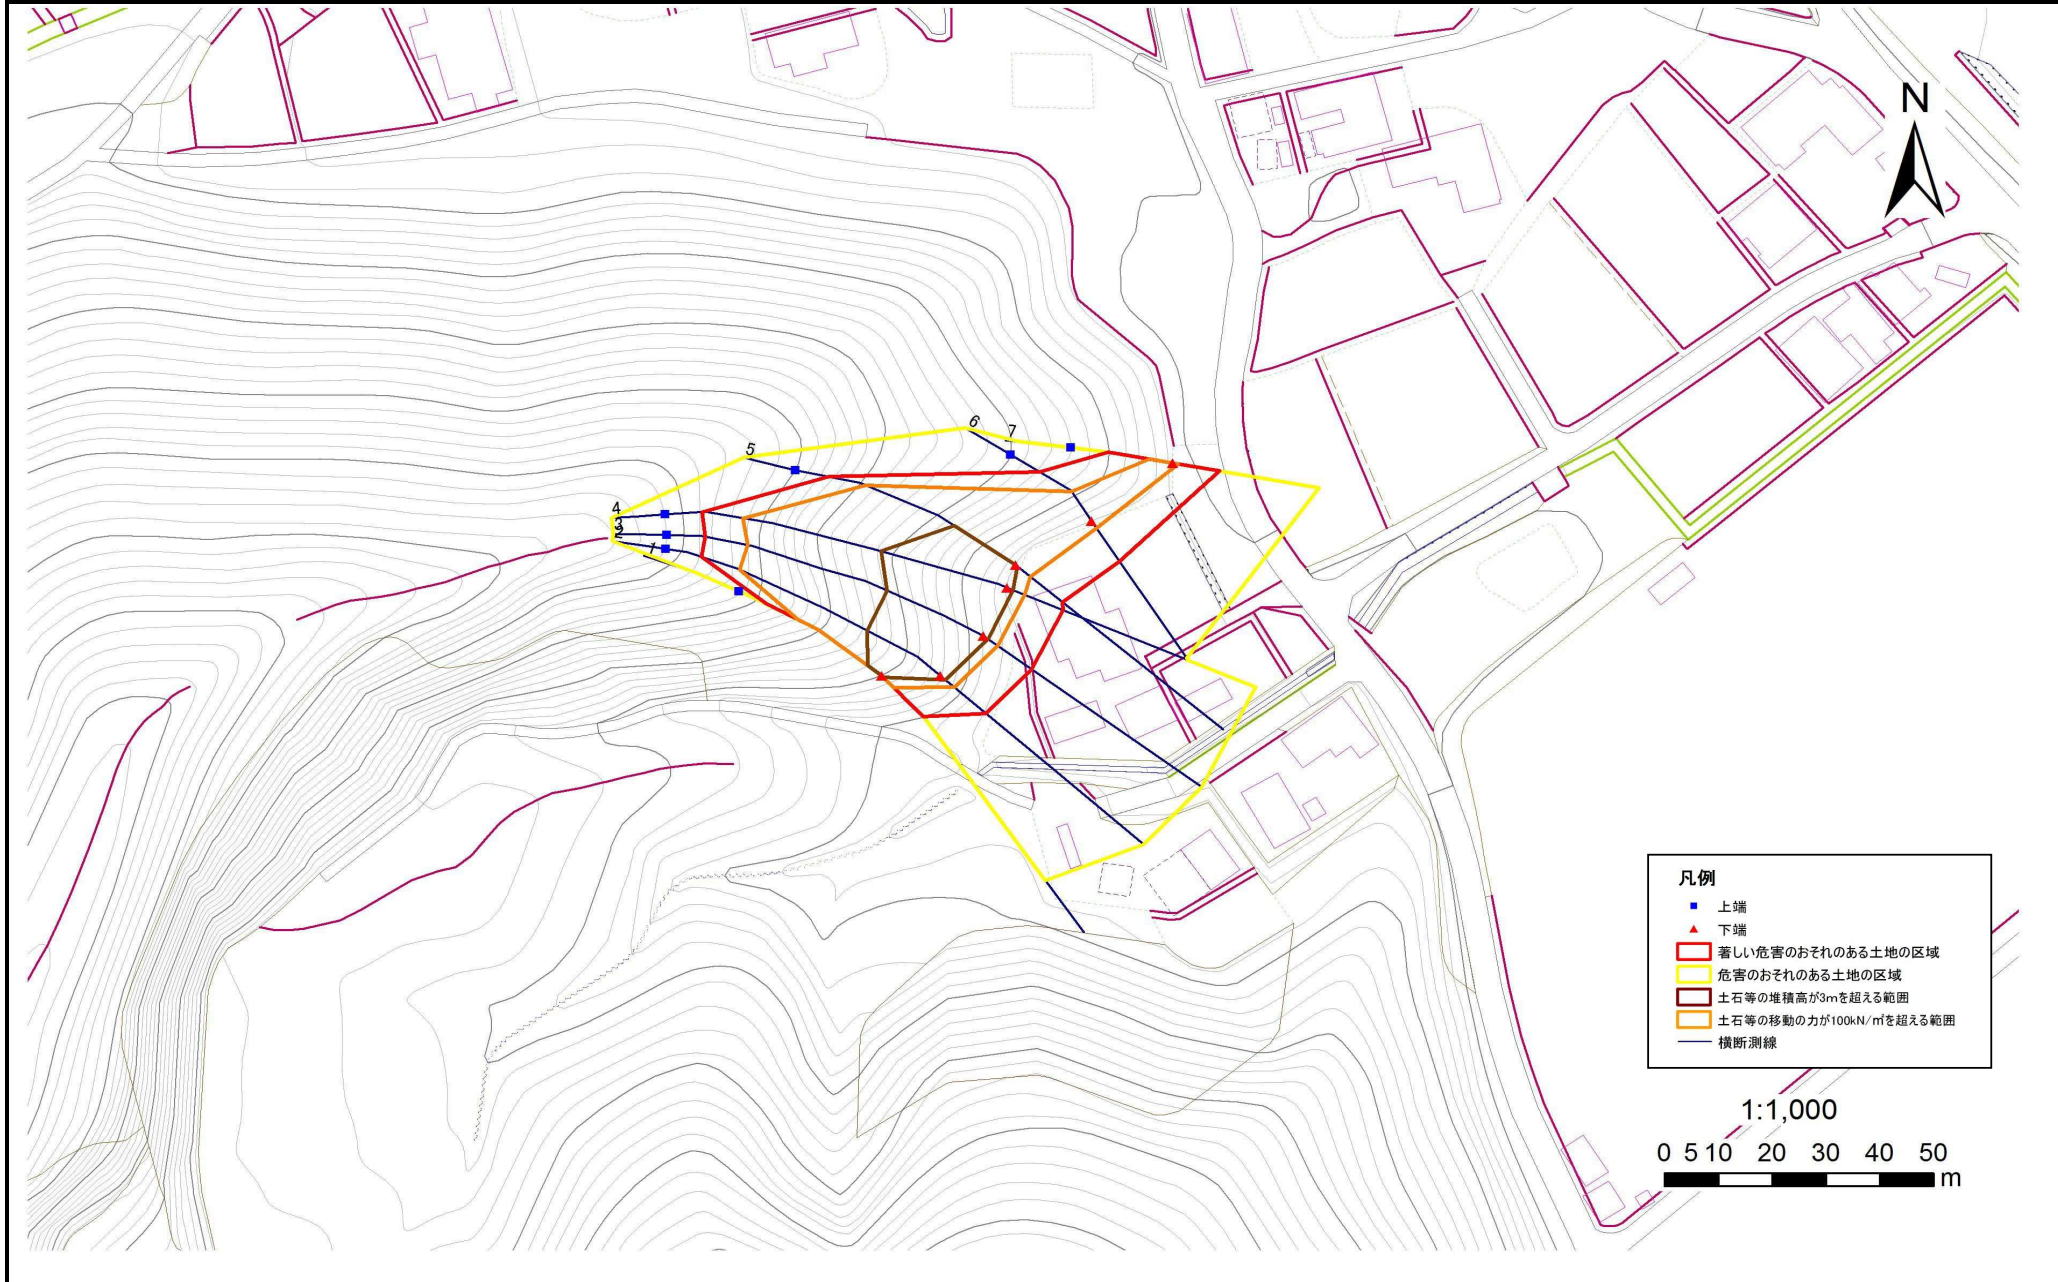 N
6
7
5
4
3
2
1
凡例
上端
下端
著しい危害のおそれのある土地の区域
危害のおそれのある土地の区域
土石等の堆積高が3mを超える範囲
土石等の移動の力が100kN/㎡を超える範囲
横断測線
1:1,000
0 5 10 20 30 40 50
m